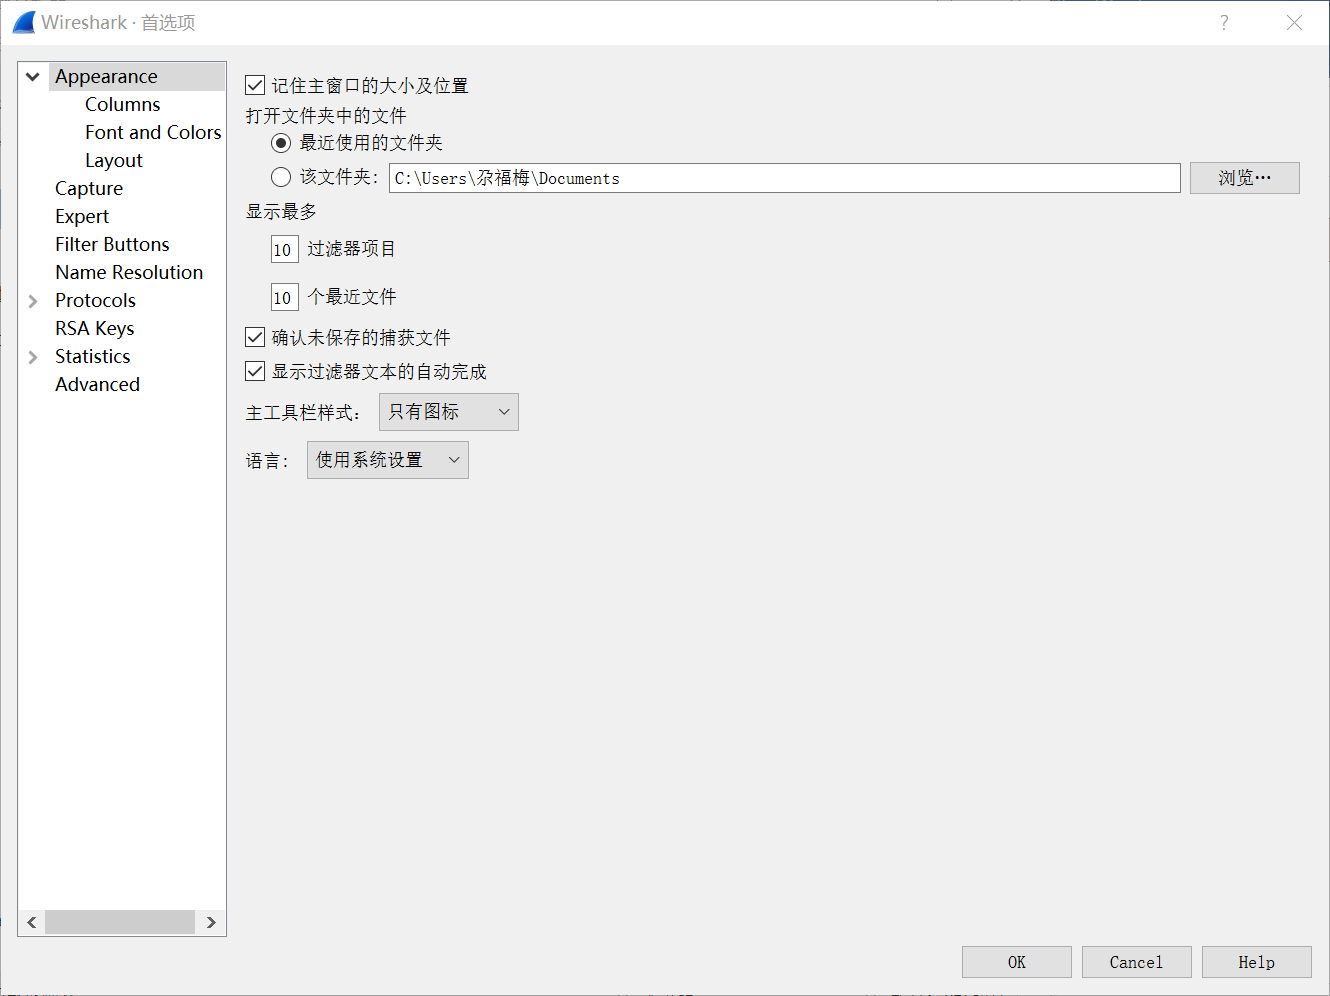 Wireshark · 首选项
?
Appearance
Columns
Font and Colors
Layout
Capture
Expert
Filter Buttons
Name Resolution
Protocols
RSA Keys
Statistics
Advanced
记住主窗口的大小及位置
打开文件夹中的文件
最近使用的文件夹
该文件夹: C:\Users\尕福梅\Documents 浏览…
显示最多
10 过滤器项目
10 个最近文件
确认未保存的捕获文件
显示过滤器文本的自动完成
主工具栏样式: 只有图标
语言: 使用系统设置
OK Cancel Help